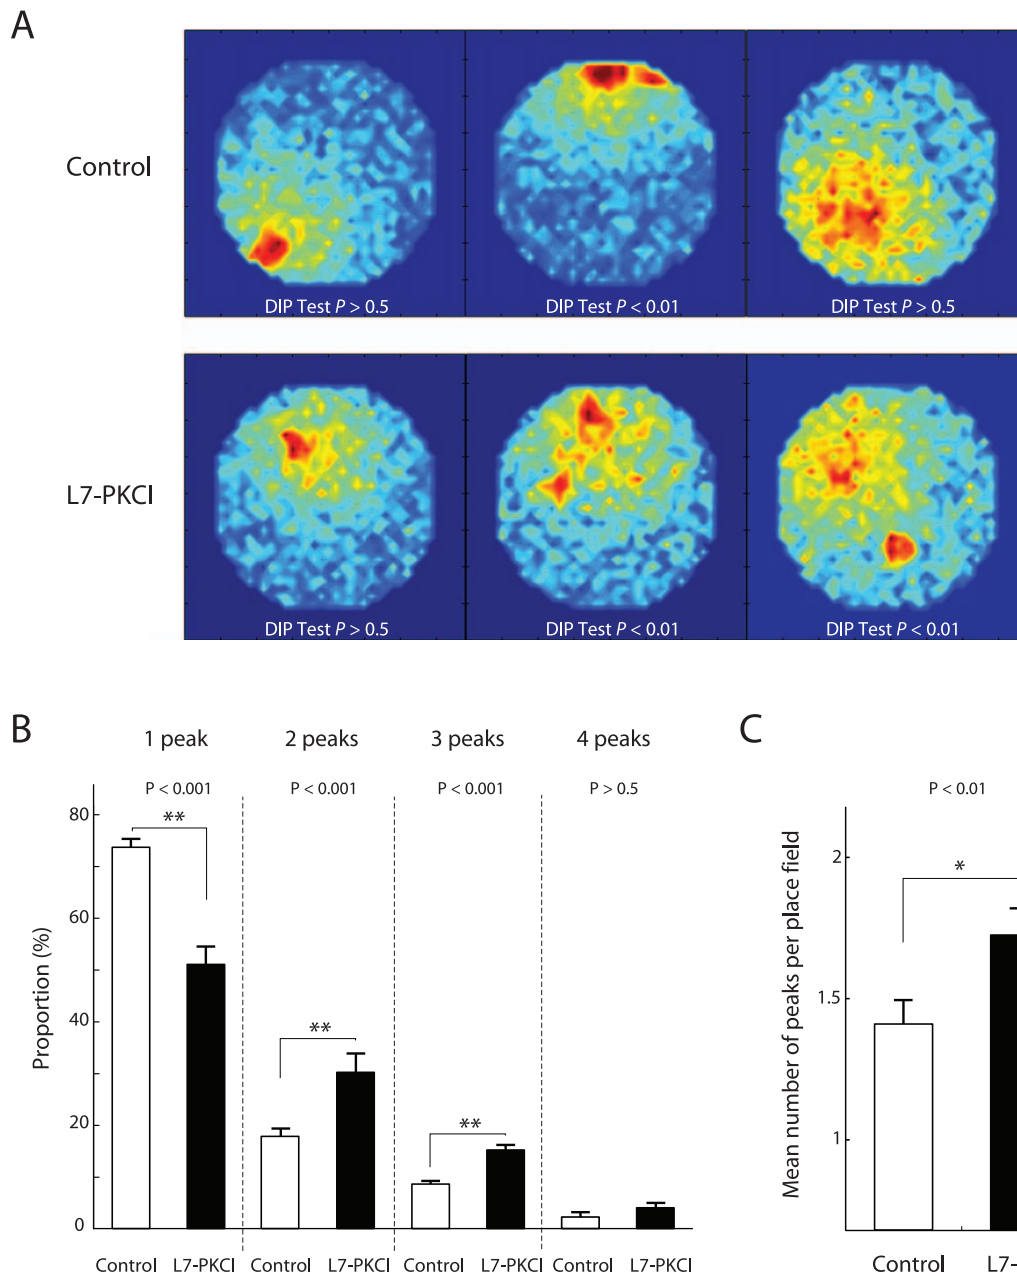 A
Control
DIP Test P > 0.5
DIP Test P < 0.01
DIP Test P > 0.5
L7-PKCI
DIP Test P > 0.5
DIP Test P < 0.01
DIP Test P < 0.01
B
1 peak
2 peaks
3 peaks
4 peaks
P < 0.001
P < 0.001
P < 0.001
P > 0.5
**
**
**
80
60
40
20
0
Proportion (%)
Control
L7-PKCI
Control
L7-PKCI
Control
L7-PKCI
Control
L7-PKCI
C
P < 0.01
*
2
1.5
1
Mean number of peaks per place field
Control
L7-